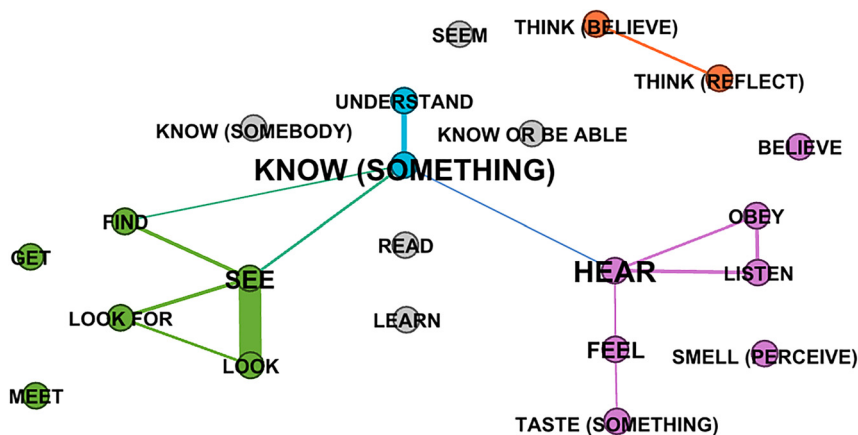 THINK (BELIEVE)
SEEM
THINK (REFLECT)
UNDERSTAND
KNOW (SOMEBODY)
KNOW OR BE ABLE
BELIEVE
KNOW (SOMETHING)
FIND
OBEY
READ
GET
SEE
HEAR
LISTEN
LOOK FOR
LEARN
FEEL
SMELL (PERCEIVE)
LOOK
MEET
TASTE (SOMETHING)